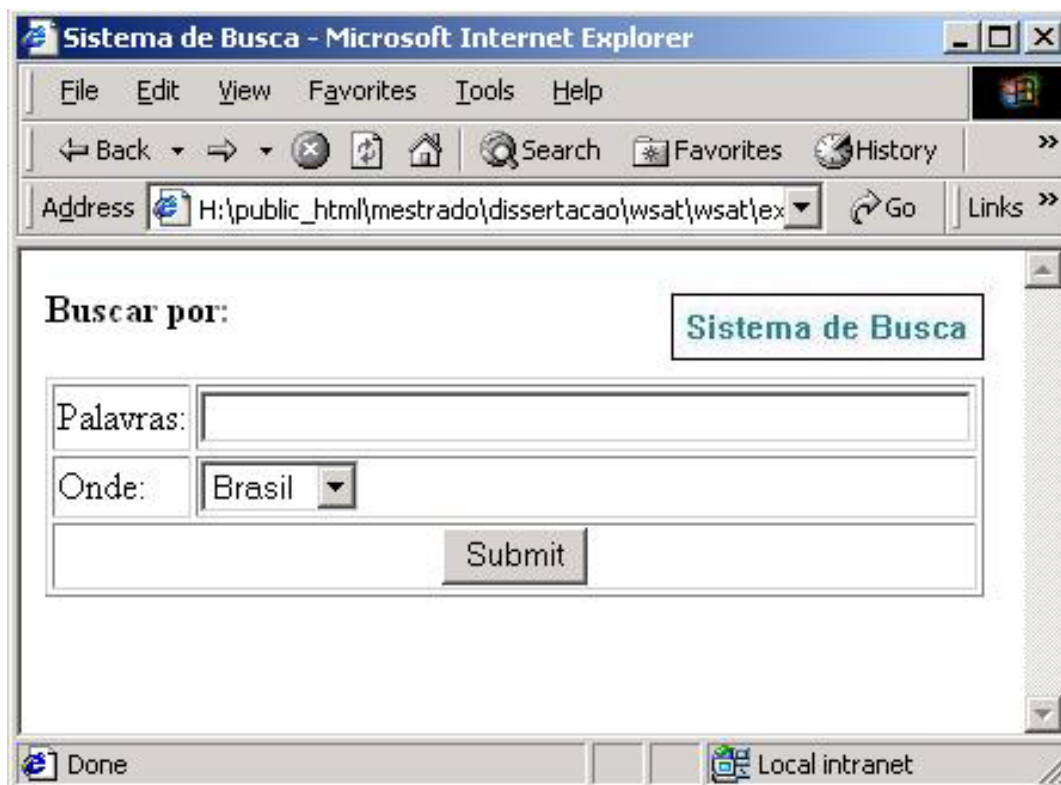 Sistema de Busca - Microsoft Internet Explorer
File Edit View Favorites Tools Help
Back Search Favorites History »
Address H:\public_html\mestrado\dissertacao\wsat\wsat\ex Go Links »
Buscar por:
Sistema de Busca
Palavras:
Onde: Brasil
Submit
Done Local intranet